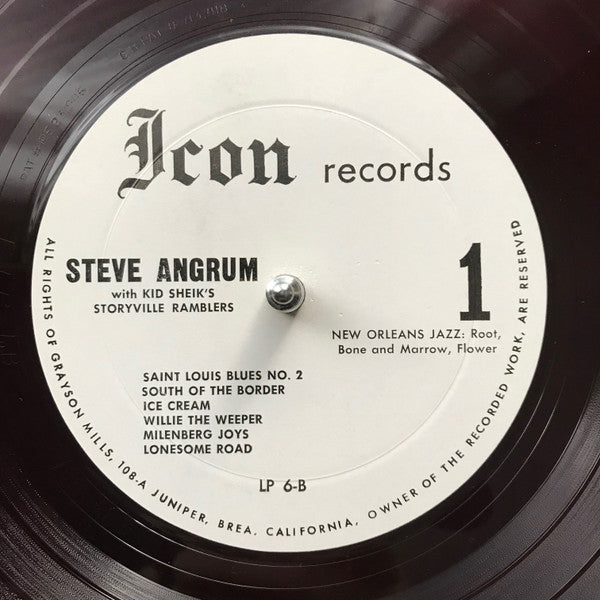 Icon records
STEVE ANGRUM
with KID SHEIK'S
STORYVILLE RAMBLERS
1
NEW ORLEANS JAZZ: Root,
Bone and Marrow, Flower
SAINT LOUIS BLUES NO. 2
SOUTH OF THE BORDER
ICE CREAM
WILLIE THE WEEPER
MILENBERG JOYS
LONESOME ROAD
LP 6-B
ALL RIGHTS OF GRAYSON MILLS, 108-A JUNIPER, BREA, CALIFORNIA, OWNER OF THE RECORDED WORK, ARE RESERVED